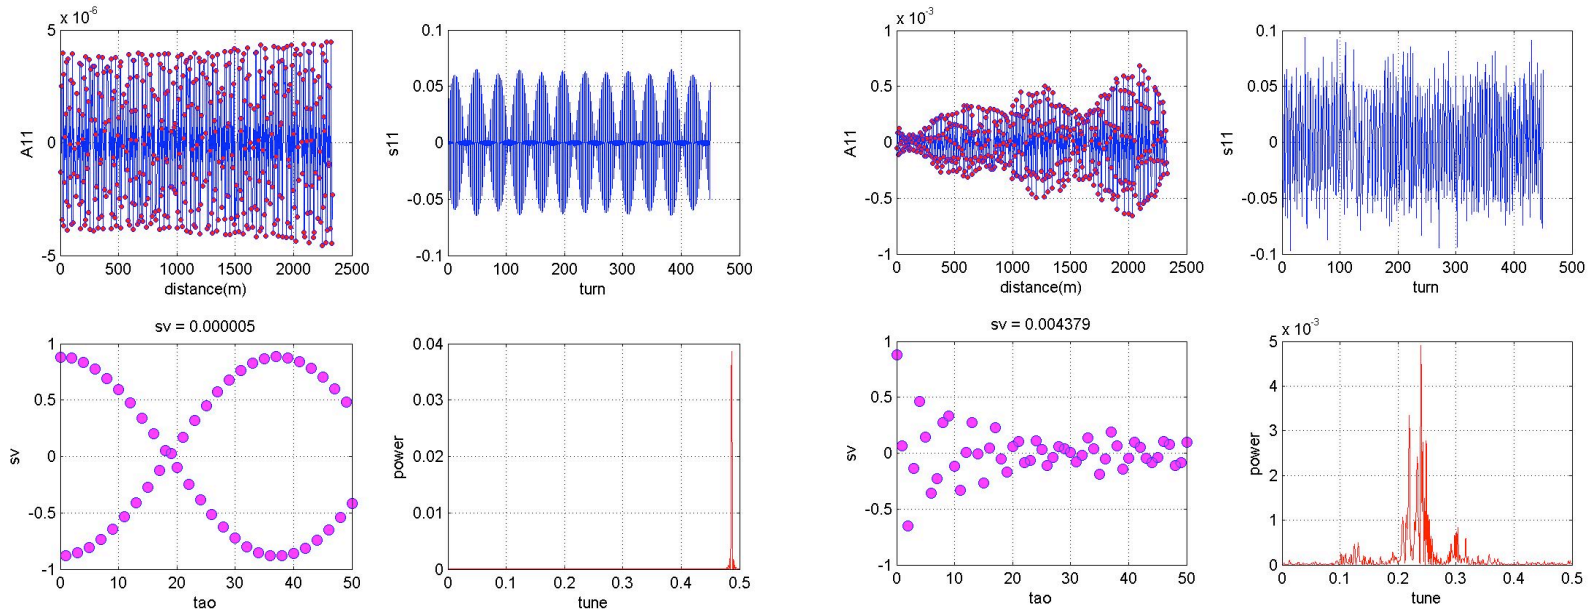 x 10^-6
5
0
-5
A11
0 500 1000 1500 2000 2500
distance(m)
0.1
0.05
0
-0.05
-0.1
s11
0 100 200 300 400 500
turn
x 10^-3
1
0.5
0
-0.5
-1
A11
0 500 1000 1500 2000 2500
distance(m)
0.1
0.05
0
-0.05
-0.1
s11
0 100 200 300 400 500
turn
sv = 0.000005
1
0.5
0
-0.5
-1
sv
0 10 20 30 40 50
tao
0.04
0.03
0.02
0.01
0
power
0 0.1 0.2 0.3 0.4 0.5
tune
sv = 0.004379
1
0.5
0
-0.5
-1
sv
0 10 20 30 40 50
tao
x 10^-3
5
4
3
2
1
0
power
0 0.1 0.2 0.3 0.4 0.5
tune